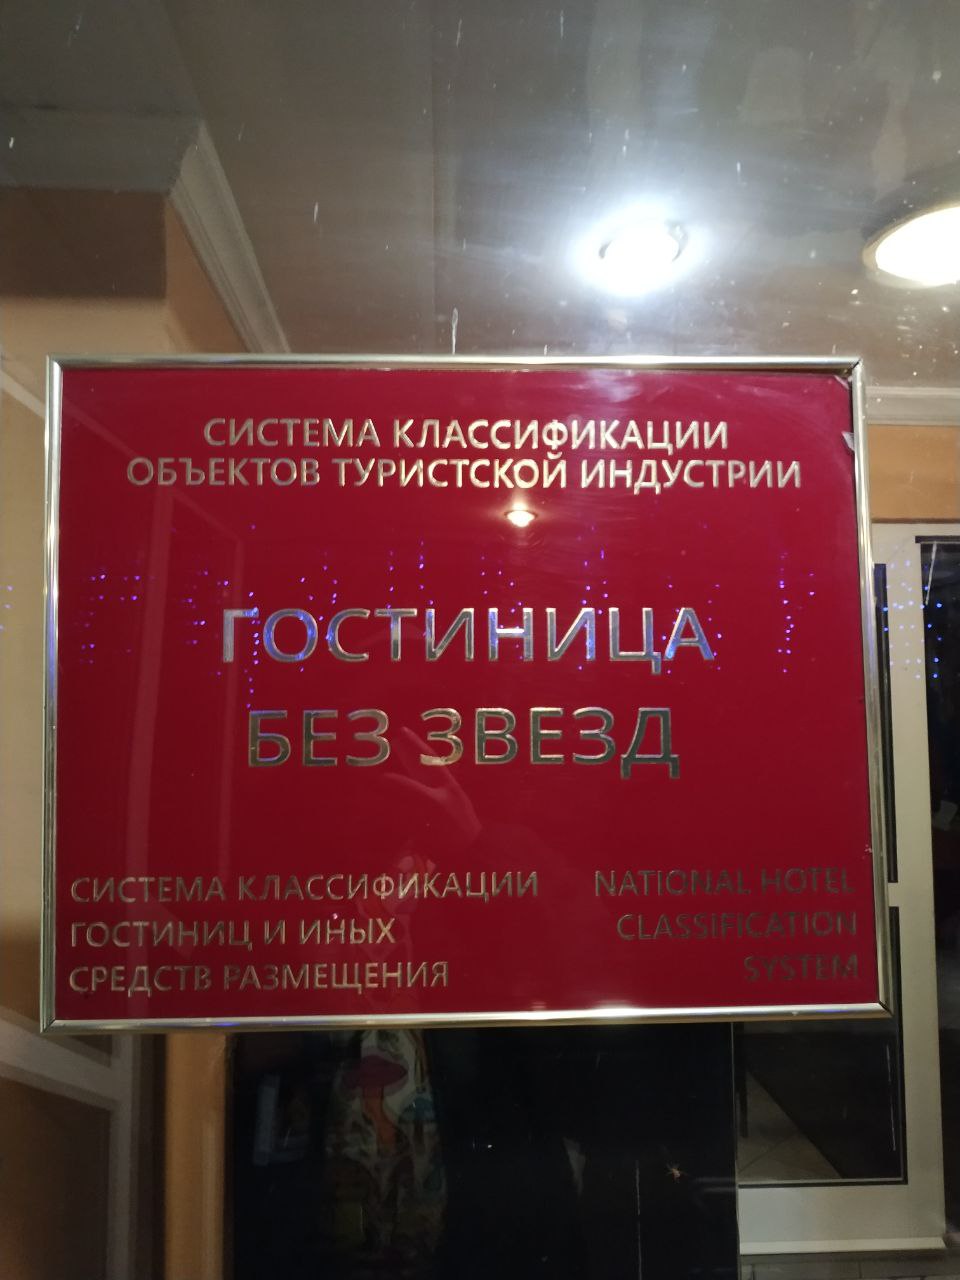 СИСТЕМА КЛАССИФИКАЦИИ
ОБЪЕКТОВ ТУРИСТСКОЙ ИНДУСТРИИ
ГОСТИНИЦА
БЕЗ ЗВЕЗД
СИСТЕМА КЛАССИФИКАЦИИ
ГОСТИНИЦ И ИНЫХ
СРЕДСТВ РАЗМЕЩЕНИЯ
NATIONAL HOTEL
CLASSIFICATION
SYSTEM